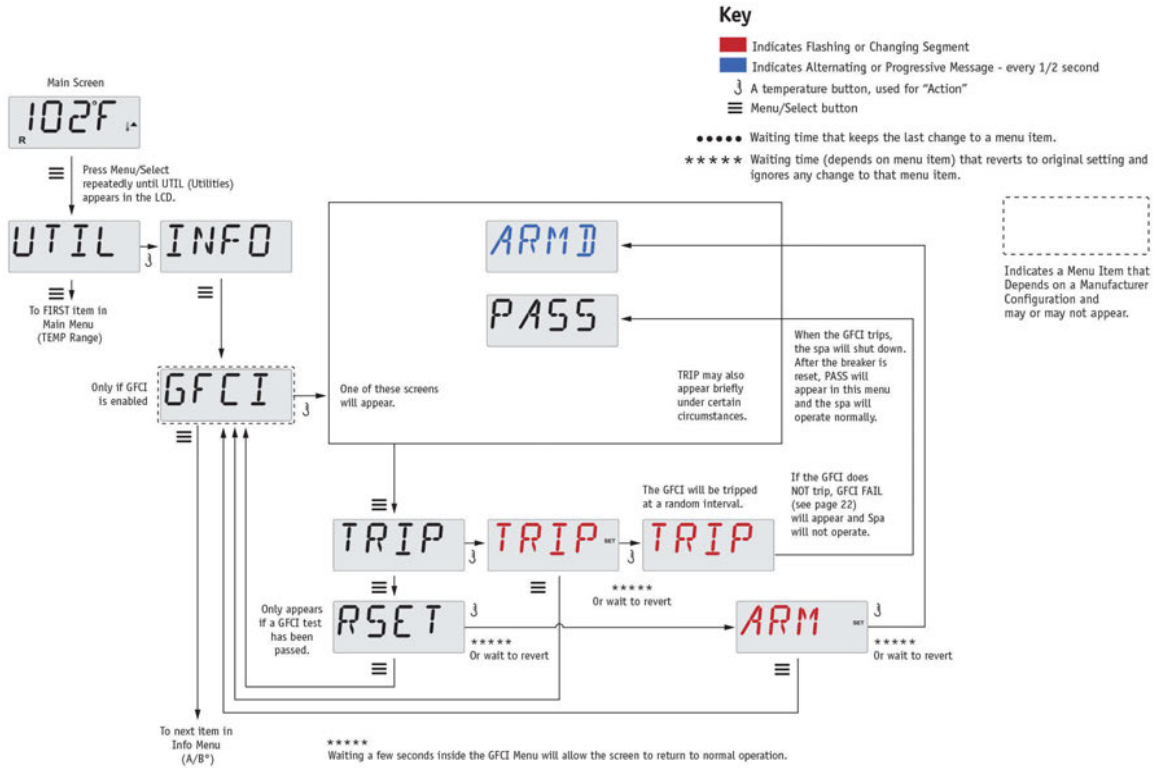 Key
Indicates Flashing or Changing Segment
Indicates Alternating or Progressive Message - every 1/2 second
A temperature button, used for “Action”
Menu/Select button
••••• Waiting time that keeps the last change to a menu item.
***** Waiting time (depends on menu item) that reverts to original setting and
ignores any change to that menu item.
Indicates a Menu Item that
Depends on a Manufacturer
Configuration and
may or may not appear.
Main Screen
102°F
R
Press Menu/Select
repeatedly until UTIL (Utilities)
appears in the LCD.
UTIL
INFO
To FIRST item in
Main Menu
(TEMP Range)
Only if GFCI
is enabled
GFCI
One of these screens
will appear.
ARMD
PASS
TRIP may also
appear briefly
under certain
circumstances.
When the GFCI trips,
the spa will shut down.
After the breaker is
reset, PASS will
appear in this menu
and the spa will
operate normally.
If the GFCI does
NOT trip, GFCI FAIL
(see page 22)
will appear and Spa
will not operate.
The GFCI will be tripped
at a random interval.
TRIP
TRIP SET
TRIP
*****
Or wait to revert
Only appears
if a GFCI test
has been
passed.
RSET
*****
Or wait to revert
ARM SET
*****
Or wait to revert
To next item in
Info Menu
(A/B°)
*****
Waiting a few seconds inside the GFCI Menu will allow the screen to return to normal operation.